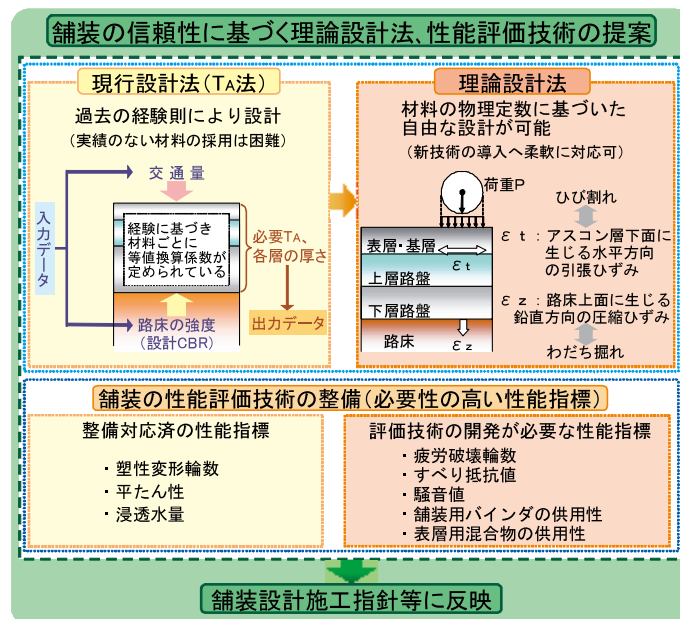 舗装の信頼性に基づく理論設計法、性能評価技術の提案
現行設計法(TA法)
過去の経験則により設計
(実績のない材料の採用は困難)
交通量
入力データ
経験に基づき
材料ごとに
等値換算係数が
定められている
必要TA、
各層の厚さ
路床の強度
(設計CBR)
出力データ
理論設計法
材料の物理定数に基づいた
自由な設計が可能
(新技術の導入へ柔軟に対応可)
荷重P
表層・基層
εt
上層路盤
下層路盤
路床
εz
ひび割れ
εt:アスコン層下面に
生じる水平方向
の引張ひずみ
εz:路床上面に生じる
鉛直方向の圧縮ひずみ
わだち掘れ
舗装の性能評価技術の整備(必要性の高い性能指標)
整備対応済の性能指標
・塑性変形輪数
・平たん性
・浸透水量
評価技術の開発が必要な性能指標
・疲労破壊輪数
・すべり抵抗値
・騒音値
・舗装用バインダの供用性
・表層用混合物の供用性
舗装設計施工指針等に反映